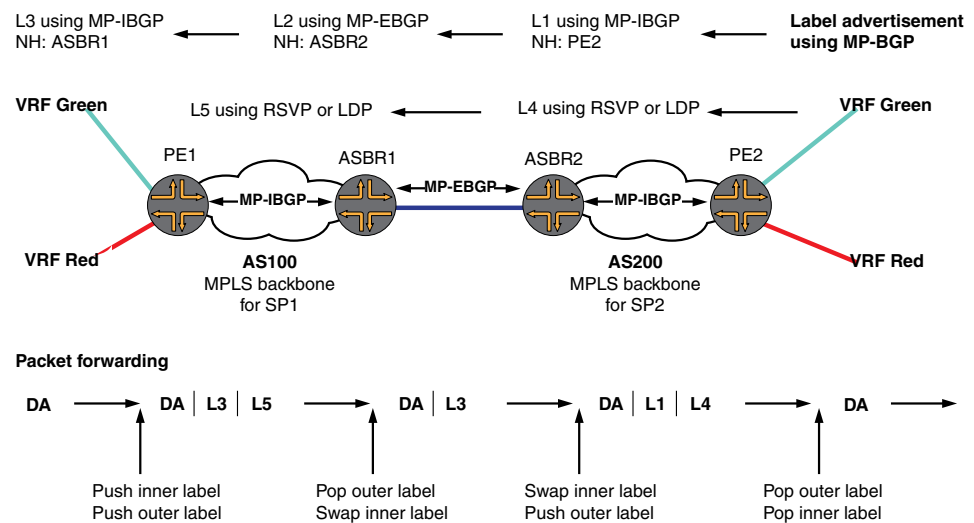 L3 using MP-IBGP
NH: ASBR1
L2 using MP-EBGP
NH: ASBR2
L1 using MP-IBGP
NH: PE2
Label advertisement
using MP-BGP
VRF Green
L5 using RSVP or LDP
L4 using RSVP or LDP
VRF Green
PE1
ASBR1
ASBR2
PE2
MP-IBGP
MP-EBGP
MP-IBGP
VRF Red
AS100
MPLS backbone
for SP1
AS200
MPLS backbone
for SP2
VRF Red
Packet forwarding
DA
DA | L3 | L5
DA | L3
DA | L1 | L4
DA
Push inner label
Push outer label
Pop outer label
Swap inner label
Swap inner label
Push outer label
Pop outer label
Pop inner label